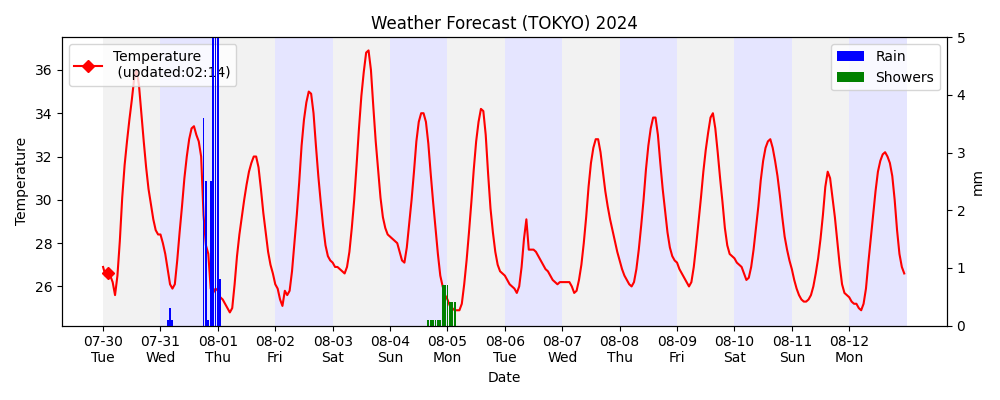 Weather Forecast (TOKYO) 2024
Temperature
(updated:02:14)
Rain
Showers
Temperature
36
34
32
30
28
26
5
4
3
2
1
0
mm
07-30 07-31 08-01 08-02 08-03 08-04 08-05 08-06 08-07 08-08 08-09 08-10 08-11 08-12
Tue Wed Thu Fri Sat Sun Mon Tue Wed Thu Fri Sat Sun Mon
Date